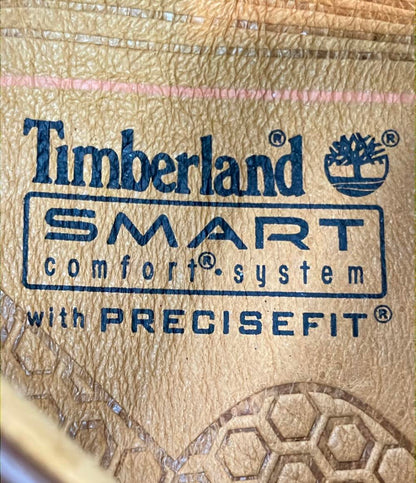 Timberland® ®
SMART
comfort®·system
with PRECISEFIT®